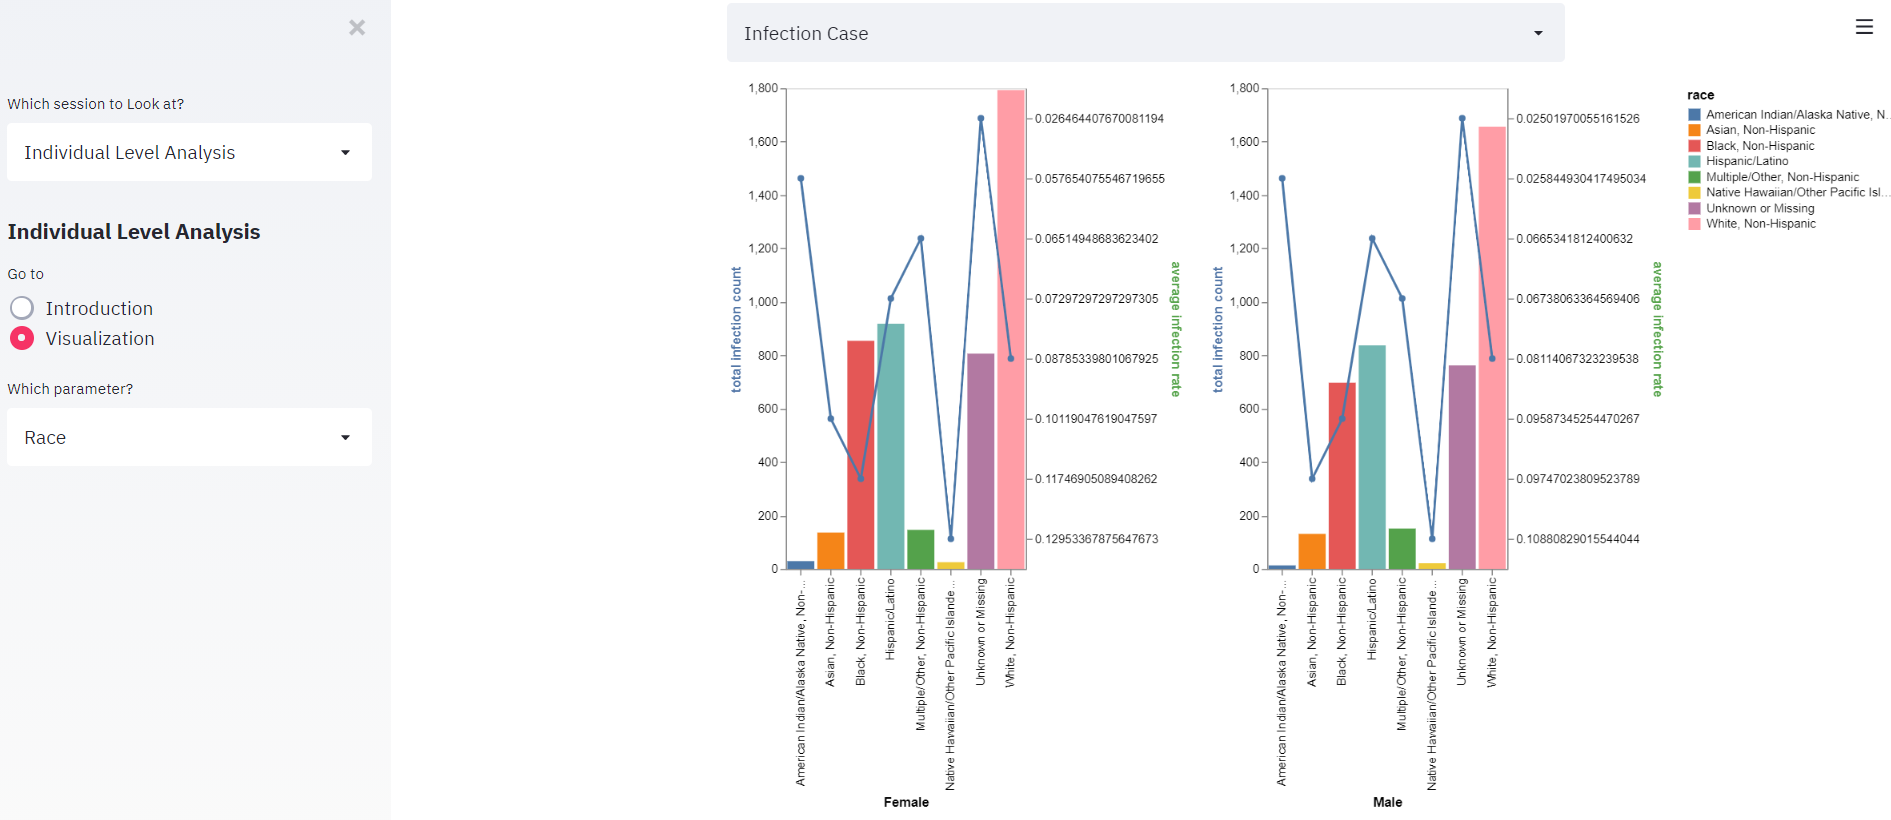 Which session to Look at?
Individual Level Analysis
Individual Level Analysis
Go to
Introduction
Visualization
Which parameter?
Race
Infection Case
1,800
1,600
1,400
1,200
1,000
800
600
400
200
0
total infection count
0.026464407670081194
0.057654075546719655
0.06514948683623402
0.07297297297297305
0.08785339801067925
0.10119047619047597
0.11746905089408262
0.12953367875647673
average infection rate
American Indian/Alaska Native, Non-...
Asian, Non-Hispanic
Black, Non-Hispanic
Hispanic/Latino
Multiple/Other, Non-Hispanic
Native Hawaiian/Other Pacific Islande...
Unknown or Missing
White, Non-Hispanic
Female
1,800
1,600
1,400
1,200
1,000
800
600
400
200
0
total infection count
0.02501970055161526
0.025844930417495034
0.0665341812400632
0.06738063364569406
0.08114067323239538
0.09587345254470267
0.09747023809523789
0.10880829015544044
average infection rate
American Indian/Alaska Native, Non-...
Asian, Non-Hispanic
Black, Non-Hispanic
Hispanic/Latino
Multiple/Other, Non-Hispanic
Native Hawaiian/Other Pacific Islande...
Unknown or Missing
White, Non-Hispanic
Male
race
American Indian/Alaska Native, N...
Asian, Non-Hispanic
Black, Non-Hispanic
Hispanic/Latino
Multiple/Other, Non-Hispanic
Native Hawaiian/Other Pacific Isl...
Unknown or Missing
White, Non-Hispanic